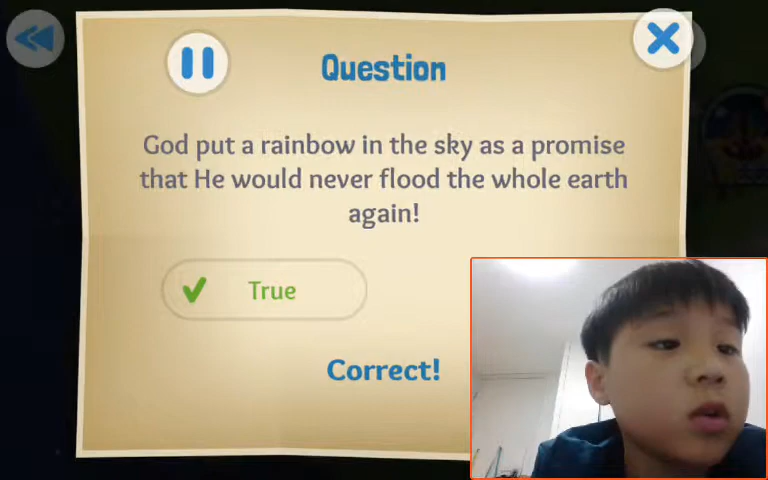 Question
God put a rainbow in the sky as a promise
that He would never flood the whole earth
again!
True
Correct!